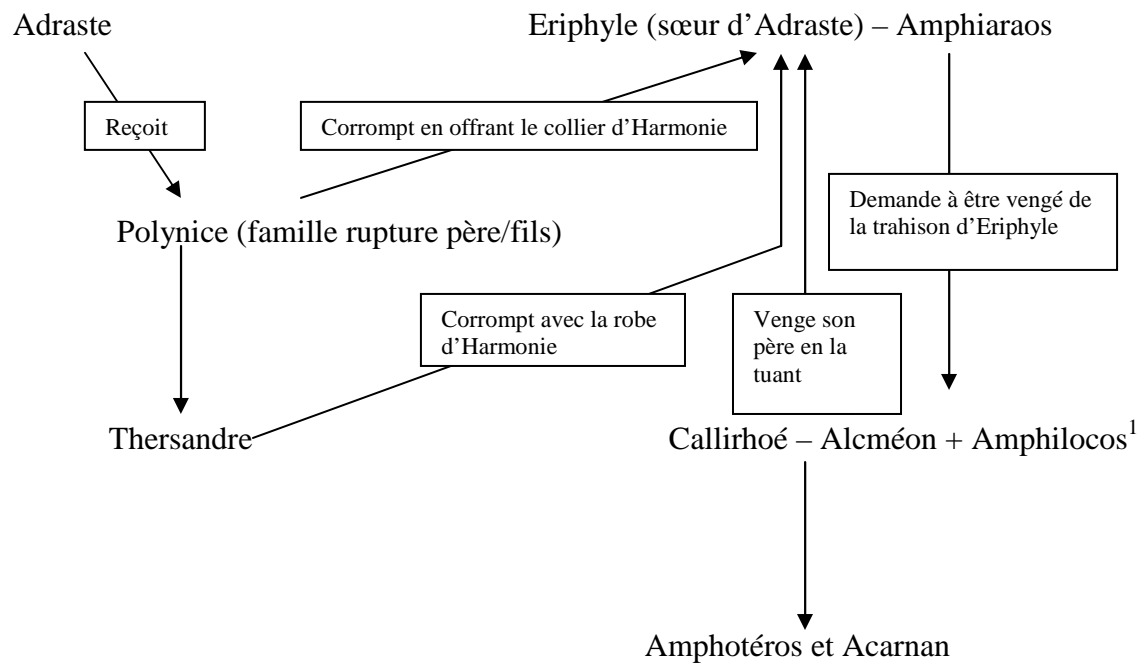 Adraste
Eriphyle (sœur d’Adraste) – Amphiaraos
Reçoit
Corrompt en offrant le collier d’Harmonie
Demande à être vengé de
la trahison d’Eriphyle
Polynice (famille rupture père/fils)
Corrompt avec la robe
d’Harmonie
Venge son
père en la
tuant
Thersandre
Callirhoé – Alcméon + Amphilocos1
Amphotéros et Acarnan